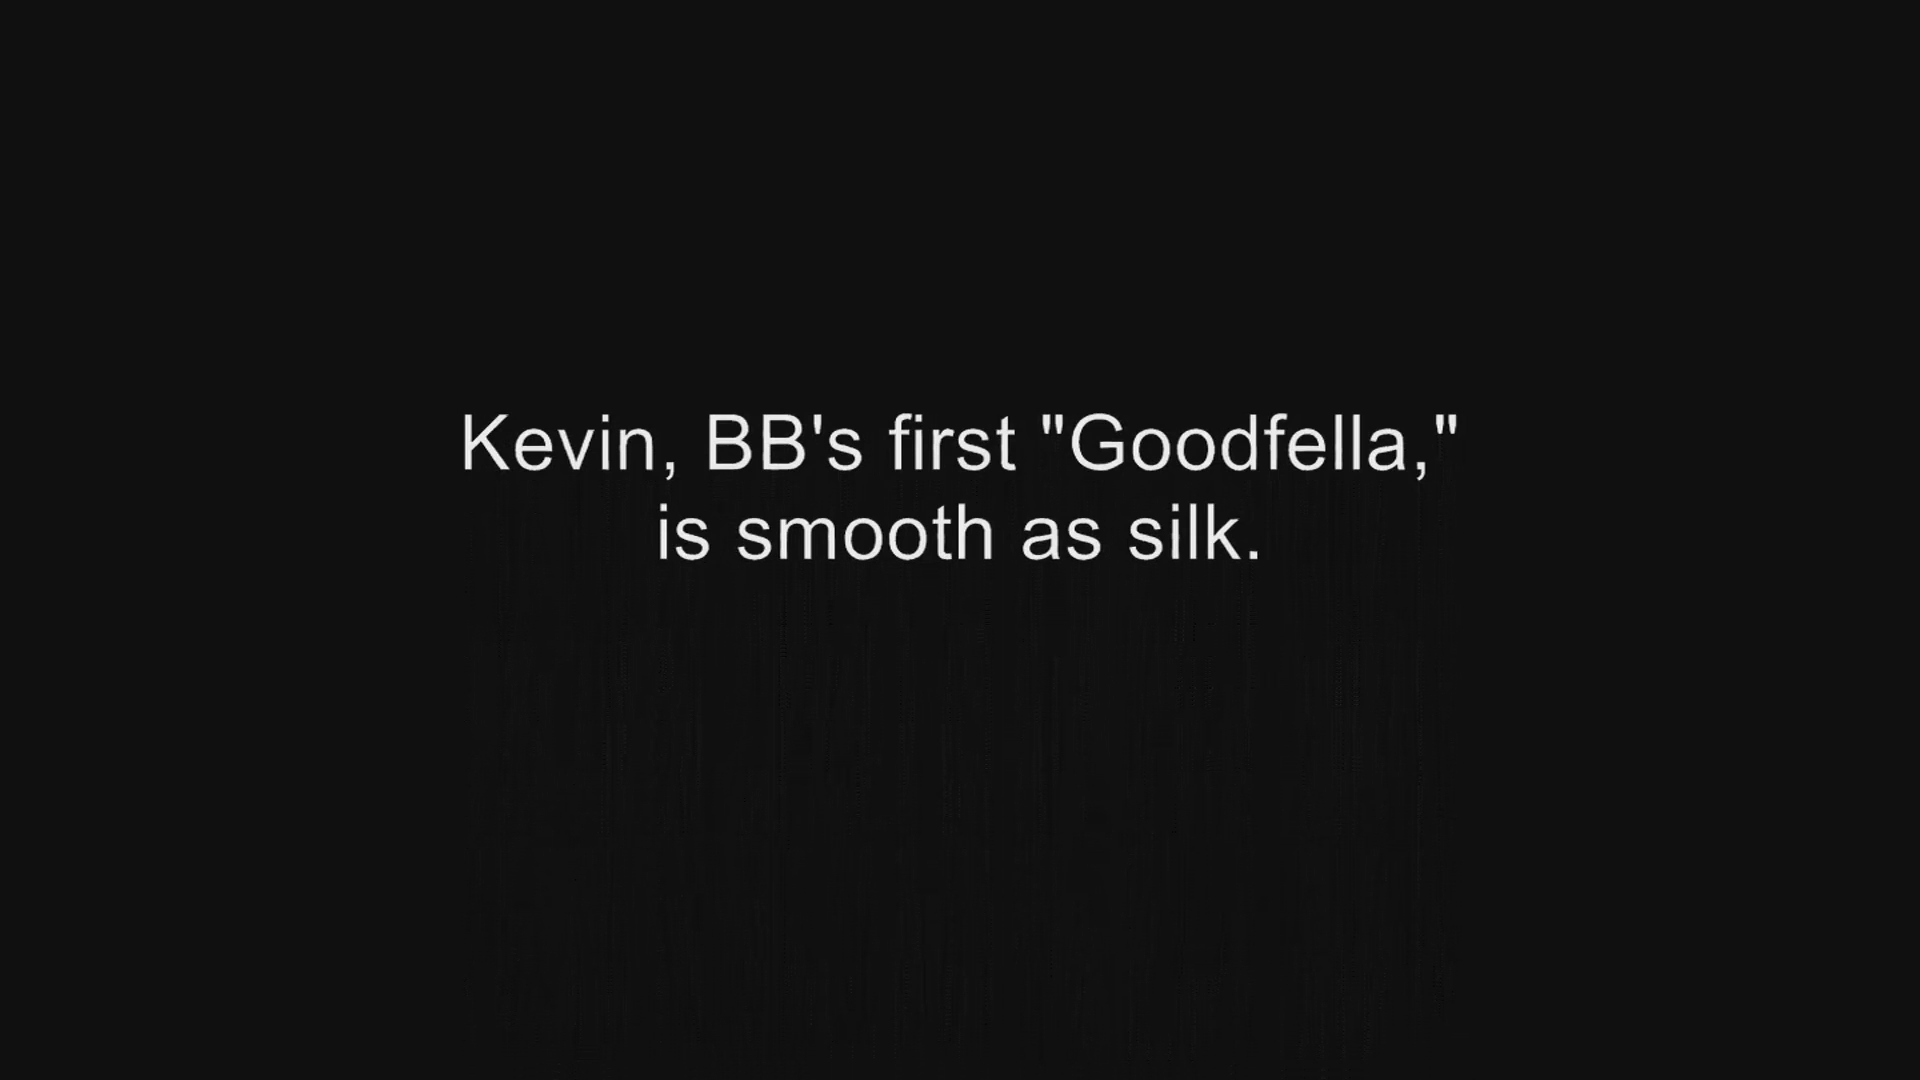 Kevin, BB's first "Goodfella,"
is smooth as silk.